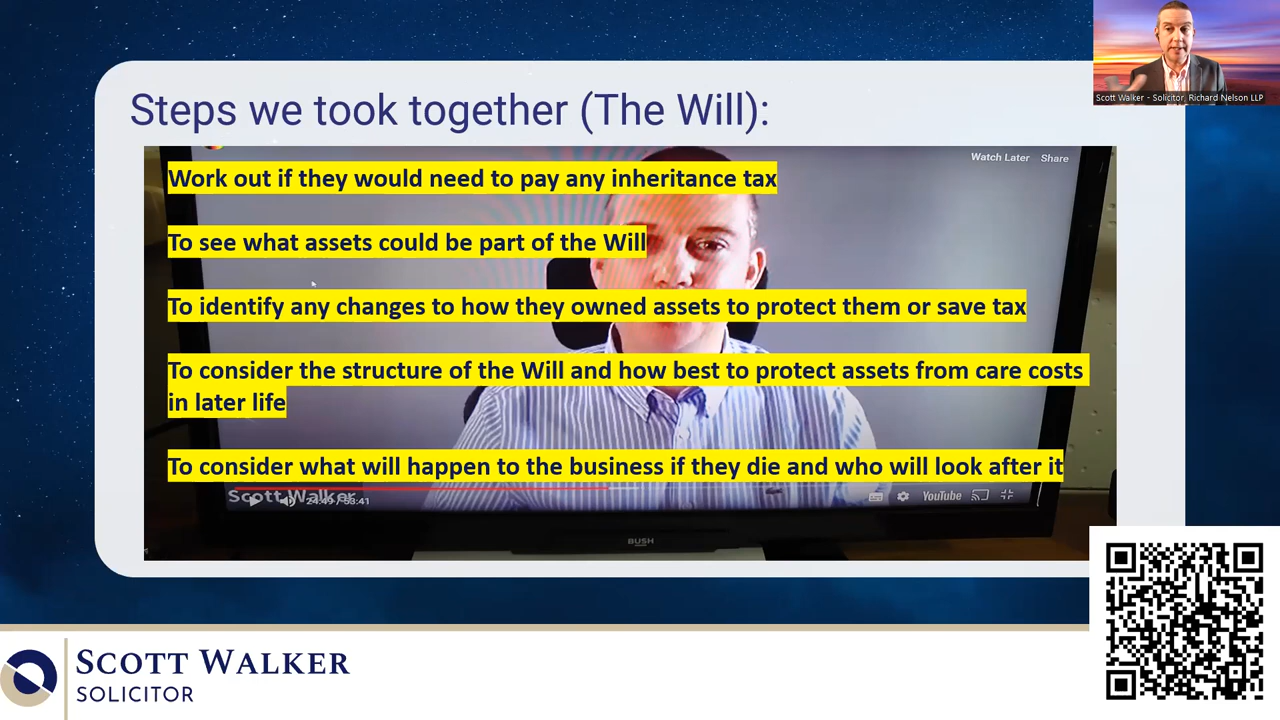 Scott Walker - Solicitor, Richard Nelson LLP
Steps we took together (The Will):
Watch Later Share
Work out if they would need to pay any inheritance tax
To see what assets could be part of the Will
To identify any changes to how they owned assets to protect them or save tax
To consider the structure of the Will and how best to protect assets from care costs
in later life
To consider what will happen to the business if they die and who will look after it
Scott Walker
24:49 / 53:41
YouTube
BUSH
SCOTT WALKER
SOLICITOR